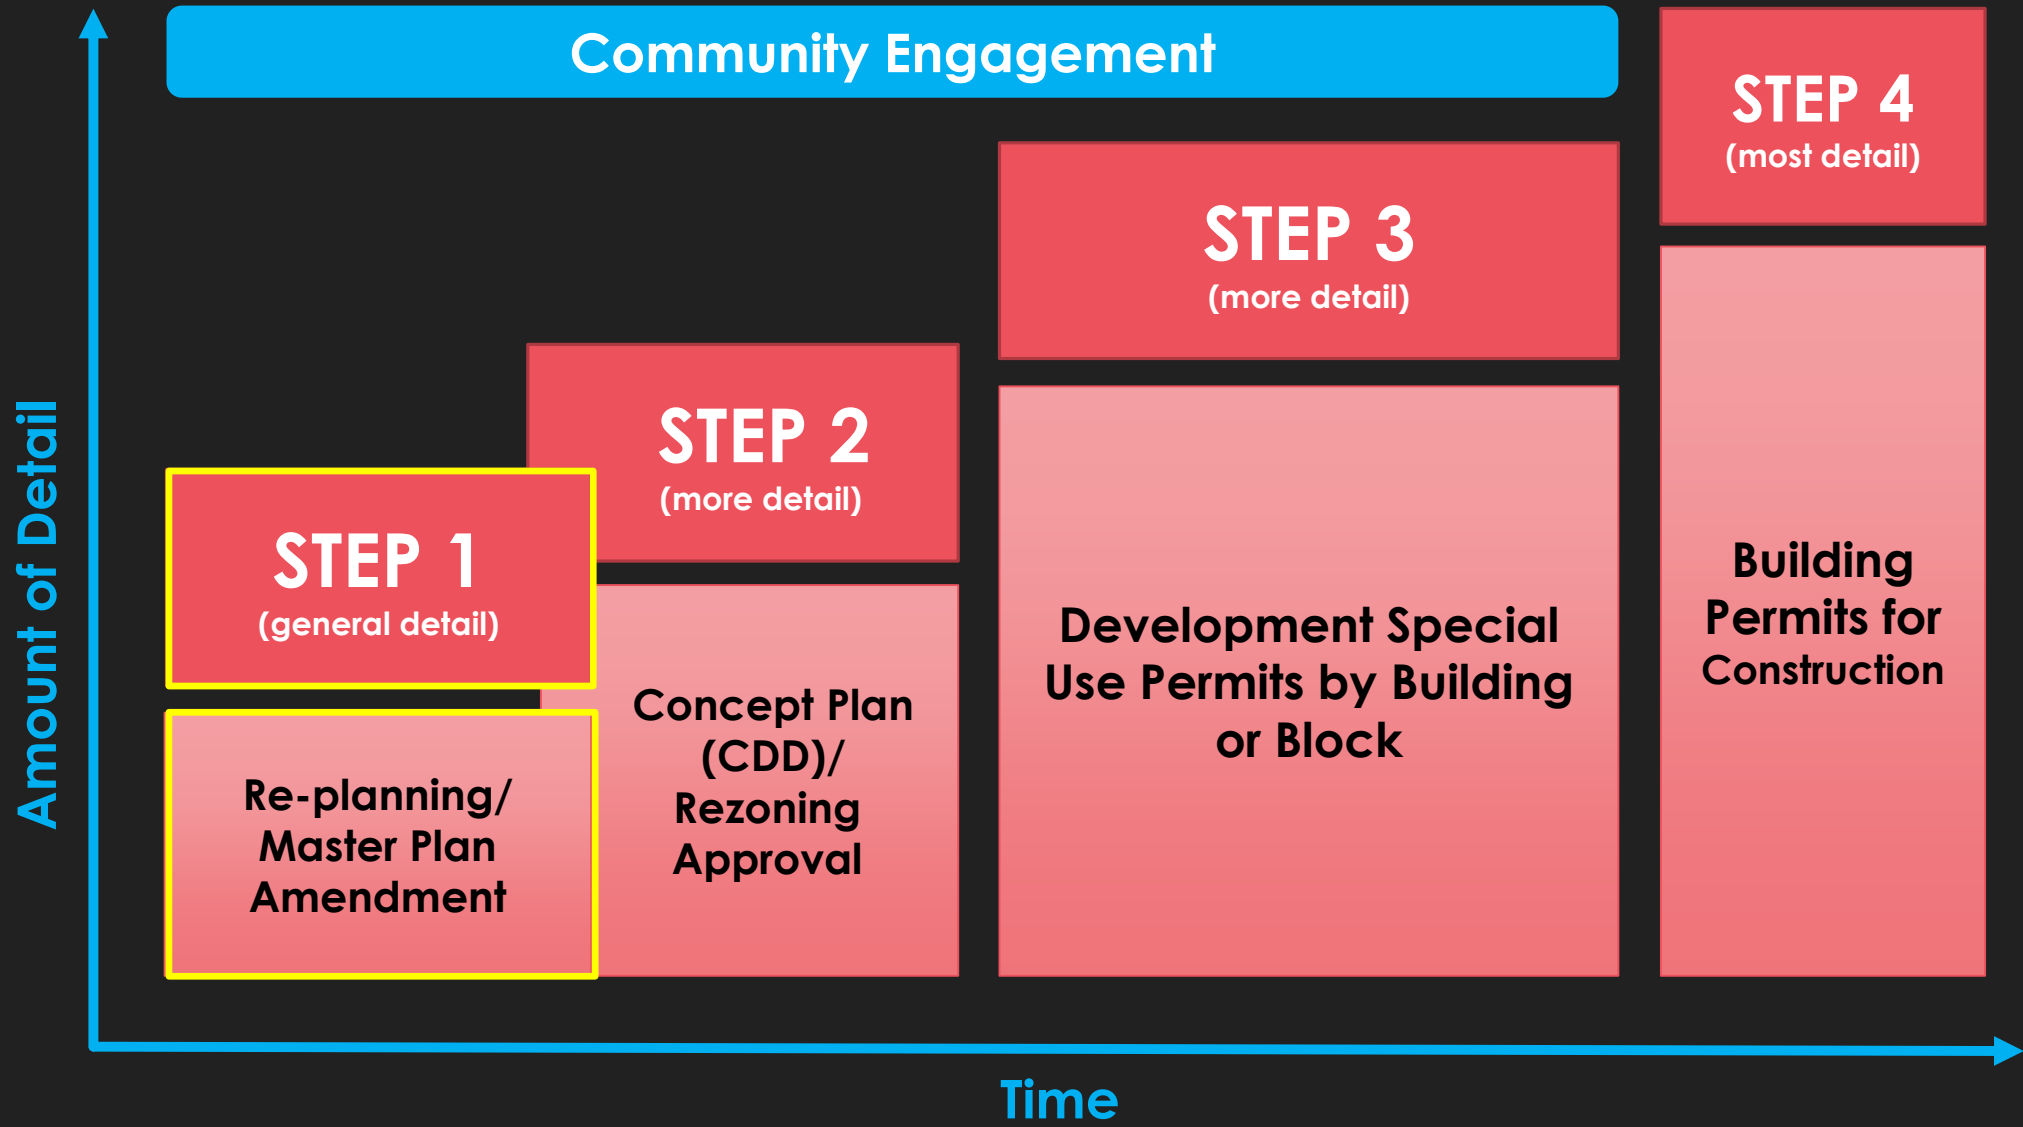 Community Engagement
STEP 1
(general detail)
Re-planning/
Master Plan
Amendment
STEP 2
(more detail)
Concept Plan
(CDD)/
Rezoning
Approval
STEP 3
(more detail)
Development Special
Use Permits by Building
or Block
STEP 4
(most detail)
Building
Permits for
Construction
Amount of Detail
Time